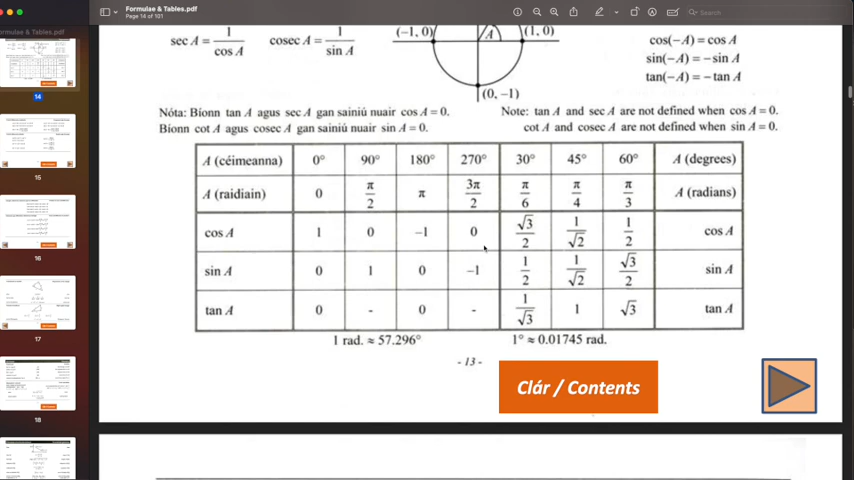 Formulae & Tables.pdf
Page 14 of 101
Search
rmulae & Tables.pdf
14
15
16
17
18
sec A = 1/cos A
cosec A = 1/sin A
(−1, 0)
A
(1, 0)
(0, −1)
cos(−A) = cos A
sin(−A) = −sin A
tan(−A) = −tan A
Nóta: Bíonn tan A agus sec A gan sainiú nuair cos A = 0.
Bíonn cot A agus cosec A gan sainiú nuair sin A = 0.
Note: tan A and sec A are not defined when cos A = 0.
cot A and cosec A are not defined when sin A = 0.
A (céimeanna) 0° 90° 180° 270° 30° 45° 60° A (degrees)
A (raidiain) 0 π/2 π 3π/2 π/6 π/4 π/3 A (radians)
cos A 1 0 −1 0 √3/2 1/√2 1/2 cos A
sin A 0 1 0 −1 1/2 1/√2 √3/2 sin A
tan A 0 - 0 - 1/√3 1 √3 tan A
1 rad. ≈ 57.296°
1° ≈ 0.01745 rad.
- 13 -
Clár / Contents